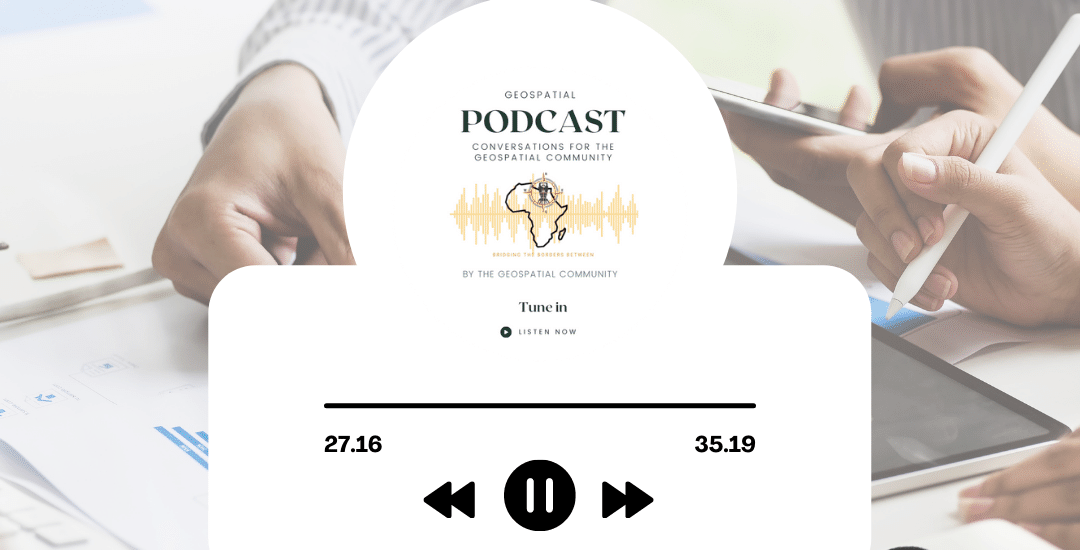 GEOSPATIAL
PODCAST
CONVERSATIONS FOR THE
GEOSPATIAL COMMUNITY
BRIDGING THE BORDERS BETWEEN
BY THE GEOSPATIAL COMMUNITY
Tune in
LISTEN NOW
27.16
35.19